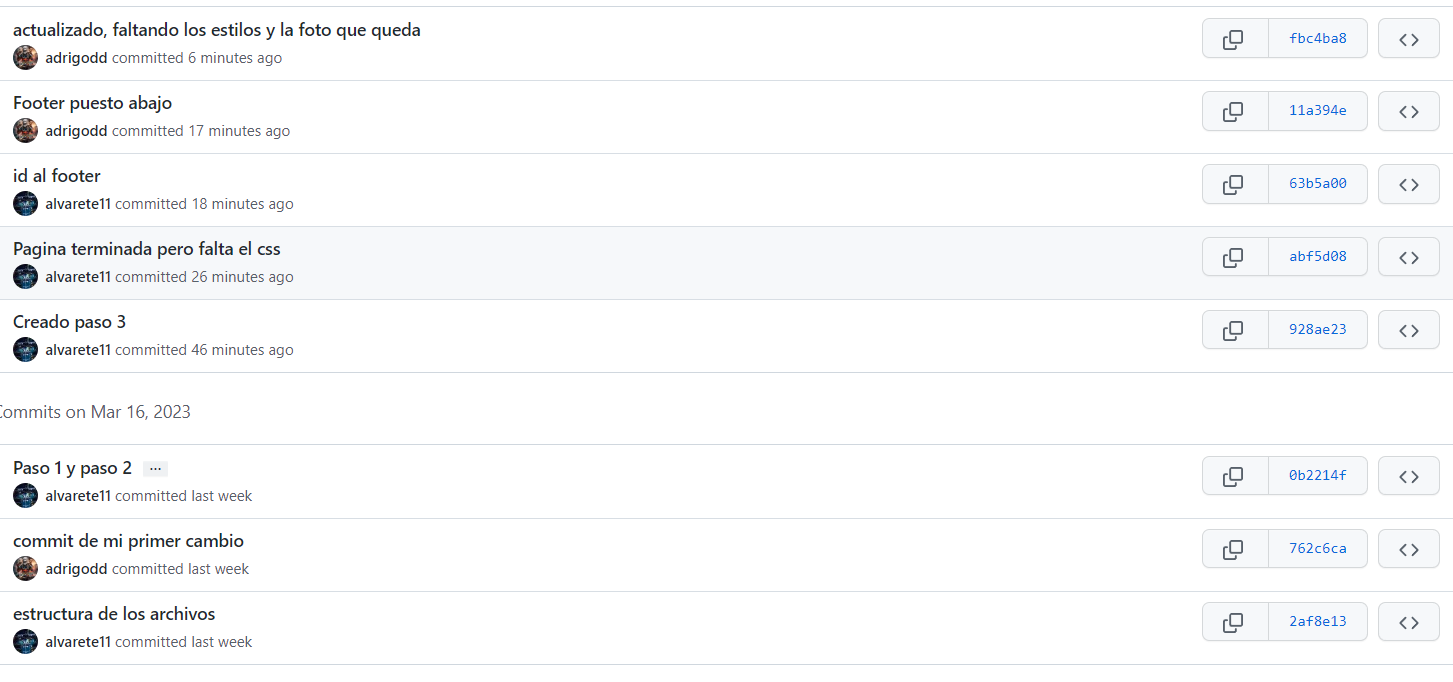 actualizado, faltando los estilos y la foto que queda
adrigodd committed 6 minutes ago
fbc4ba8
Footer puesto abajo
adrigodd committed 17 minutes ago
11a394e
id al footer
alvarete11 committed 18 minutes ago
63b5a00
Pagina terminada pero falta el css
alvarete11 committed 26 minutes ago
abf5d08
Creado paso 3
alvarete11 committed 46 minutes ago
928ae23
Commits on Mar 16, 2023
Paso 1 y paso 2 ...
alvarete11 committed last week
0b2214f
commit de mi primer cambio
adrigodd committed last week
762c6ca
estructura de los archivos
alvarete11 committed last week
2af8e13